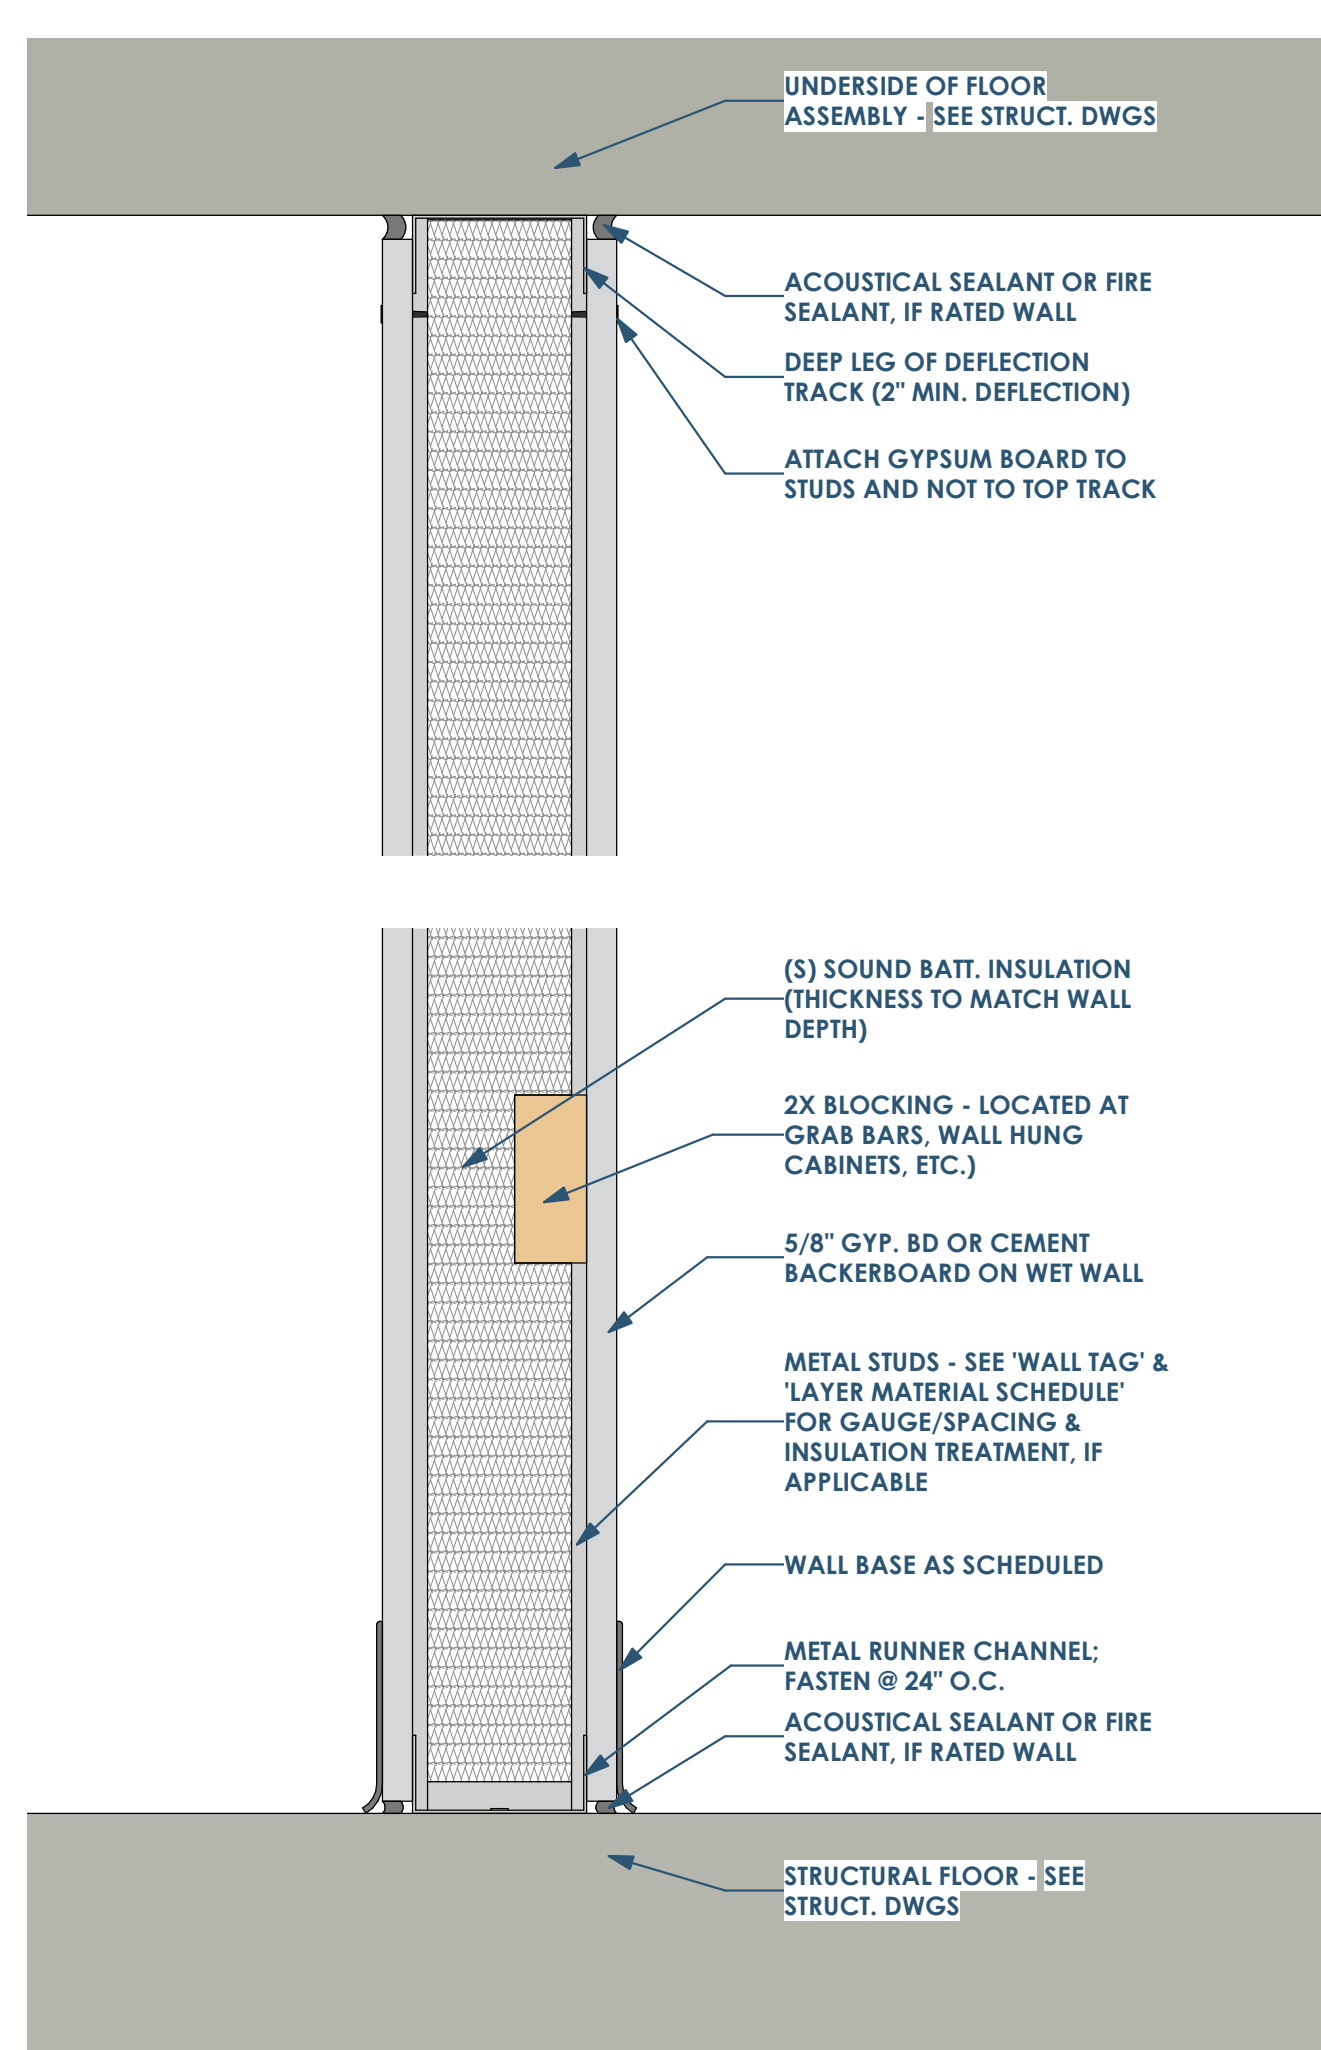 UNDERSIDE OF FLOOR
ASSEMBLY - SEE STRUCT. DWGS
ACOUSTICAL SEALANT OR FIRE
SEALANT, IF RATED WALL
DEEP LEG OF DEFLECTION
TRACK (2" MIN. DEFLECTION)
ATTACH GYPSUM BOARD TO
STUDS AND NOT TO TOP TRACK
(S) SOUND BATT. INSULATION
(THICKNESS TO MATCH WALL
DEPTH)
2X BLOCKING - LOCATED AT
GRAB BARS, WALL HUNG
CABINETS, ETC.)
5/8" GYP. BD OR CEMENT
BACKERBOARD ON WET WALL
METAL STUDS - SEE 'WALL TAG' &
'LAYER MATERIAL SCHEDULE'
FOR GAUGE/SPACING &
INSULATION TREATMENT, IF
APPLICABLE
WALL BASE AS SCHEDULED
METAL RUNNER CHANNEL;
FASTEN @ 24" O.C.
ACOUSTICAL SEALANT OR FIRE
SEALANT, IF RATED WALL
STRUCTURAL FLOOR - SEE
STRUCT. DWGS